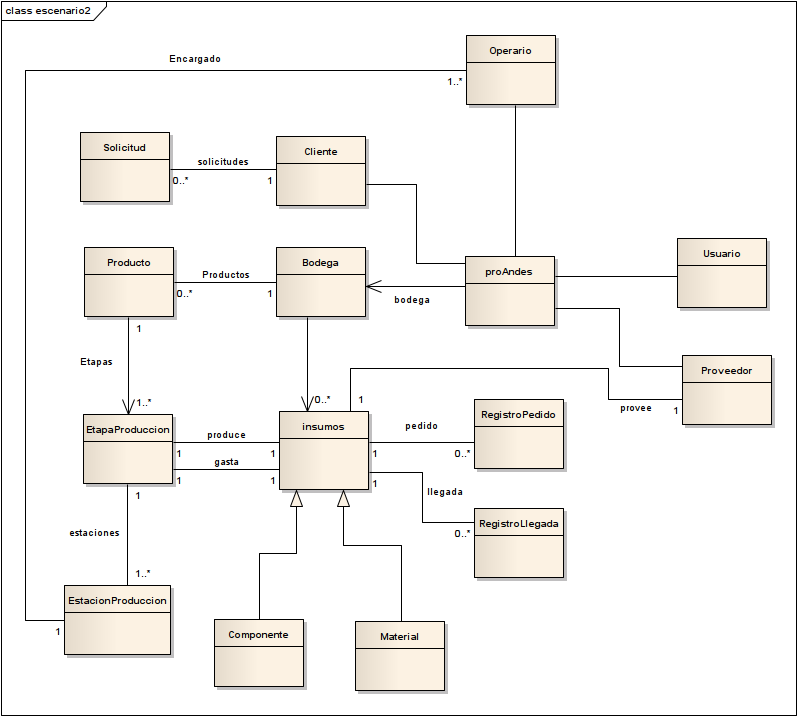 class escenario2
Encargado
Operario
1..*
Solicitud
solicitudes
0..*
1
Cliente
Producto
Productos
0..*
1
Bodega
bodega
proAndes
Usuario
Proveedor
1
Etapas
1..*
0..*
1
provee
1
EtapaProduccion
produce
1
1
gasta
1
1
insumos
pedido
1
0..*
RegistroPedido
llegada
1
0..*
RegistroLlegada
1
estaciones
1..*
EstacionProduccion
1
Componente
Material